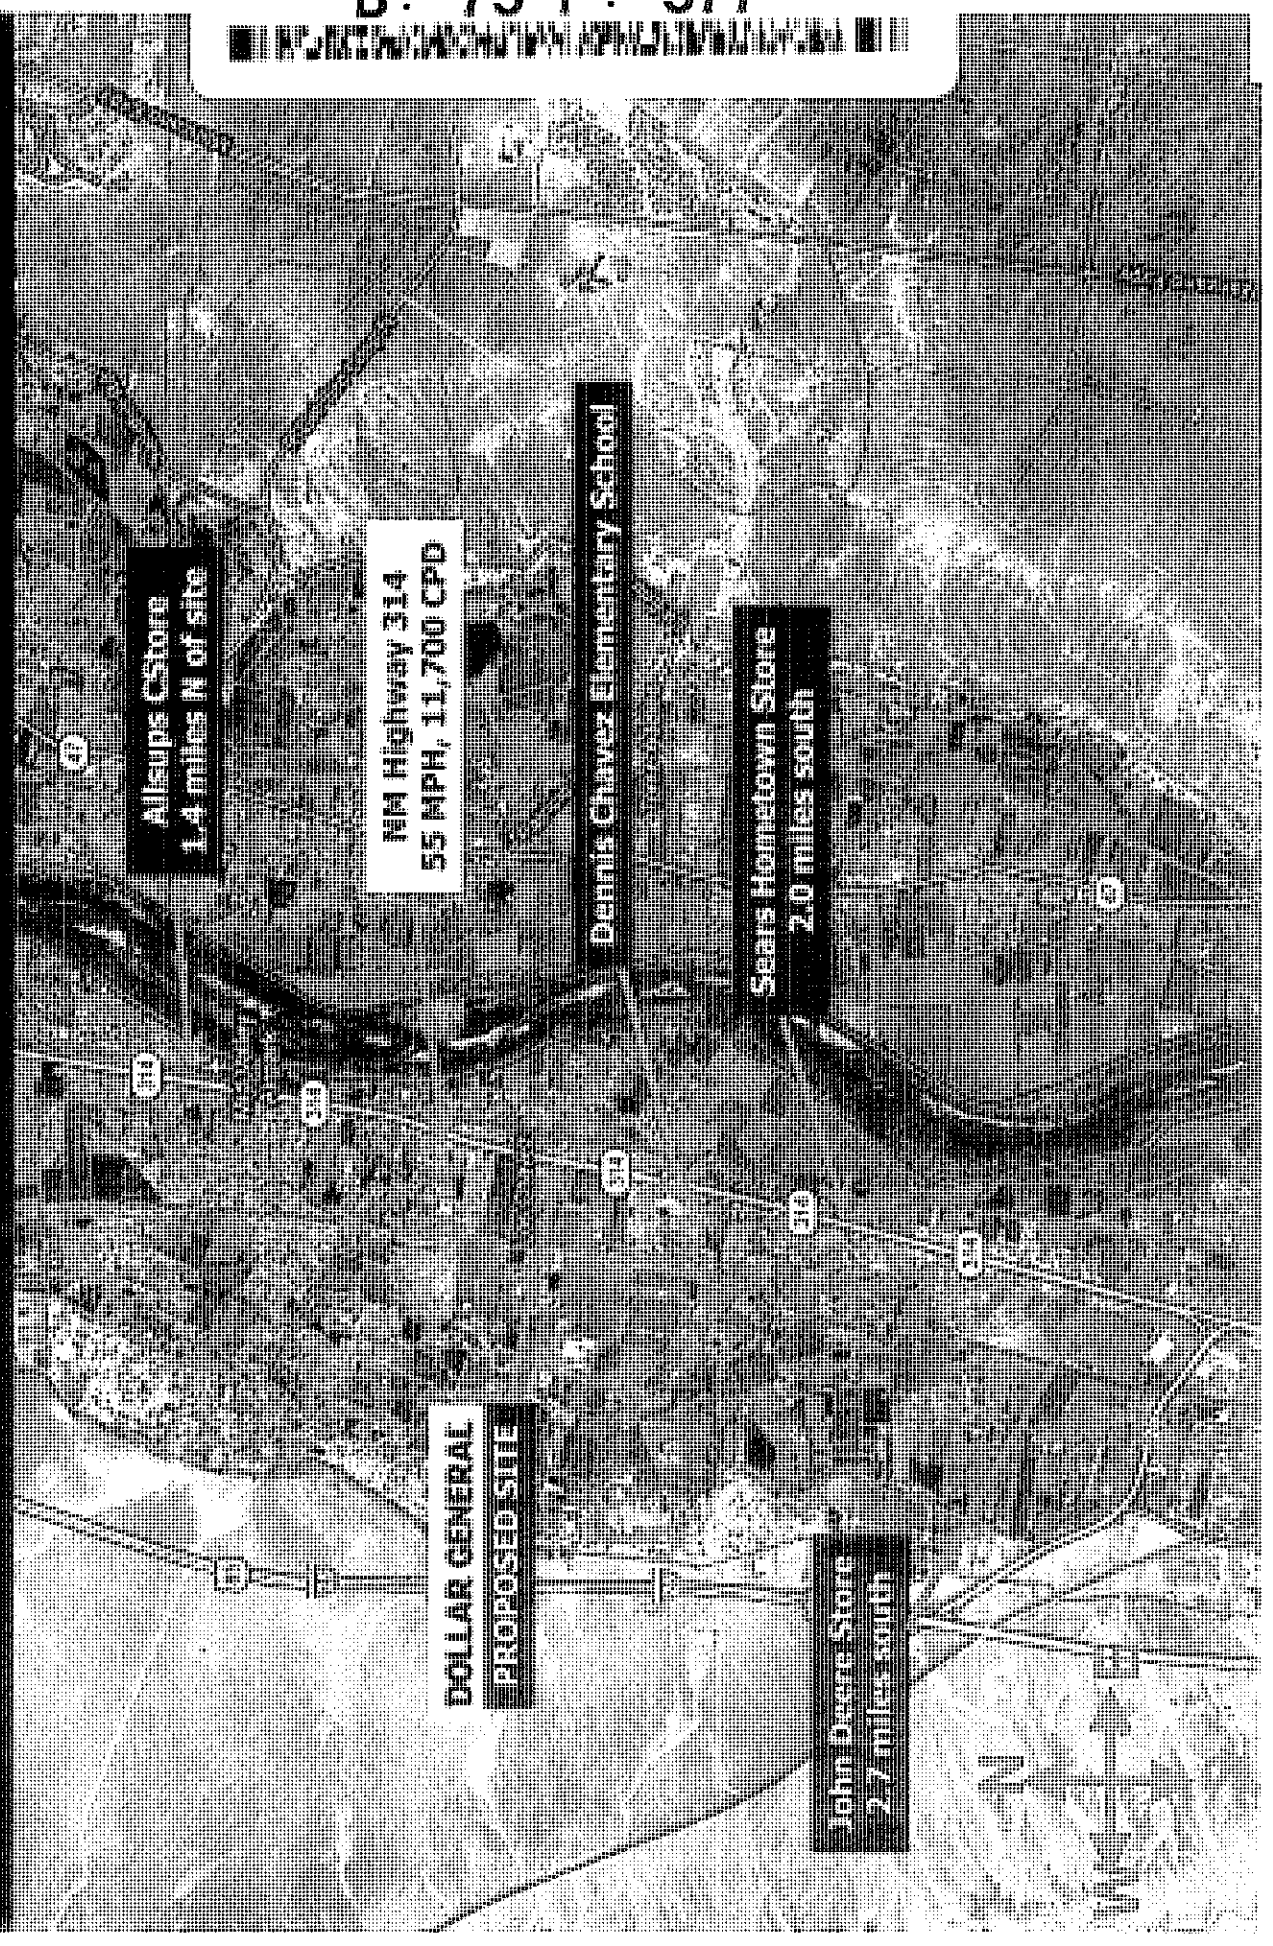 Allsups CStore
1.4 miles N of site
NM Highway 314
55 MPH, 11,700 CPD
Dennis Chavez Elementary School
Sears Hometown Store
2.0 miles south
DOLLAR GENERAL
PROPOSED SITE
John Deere Store
2.7 miles south
N